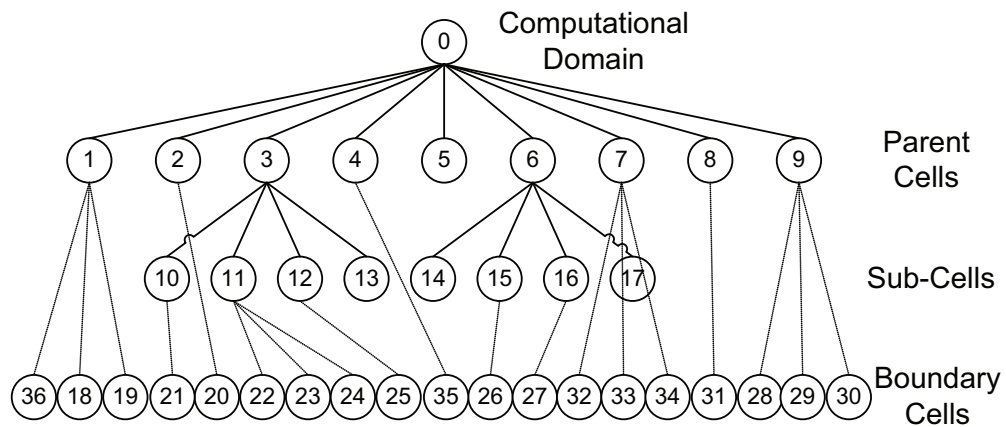 Computational
Domain
0
1 2 3 4 5 6 7 8 9
Parent
Cells
10 11 12 13 14 15 16 17
Sub-Cells
36 18 19 21 20 22 23 24 25 35 26 27 32 33 34 31 28 29 30
Boundary
Cells